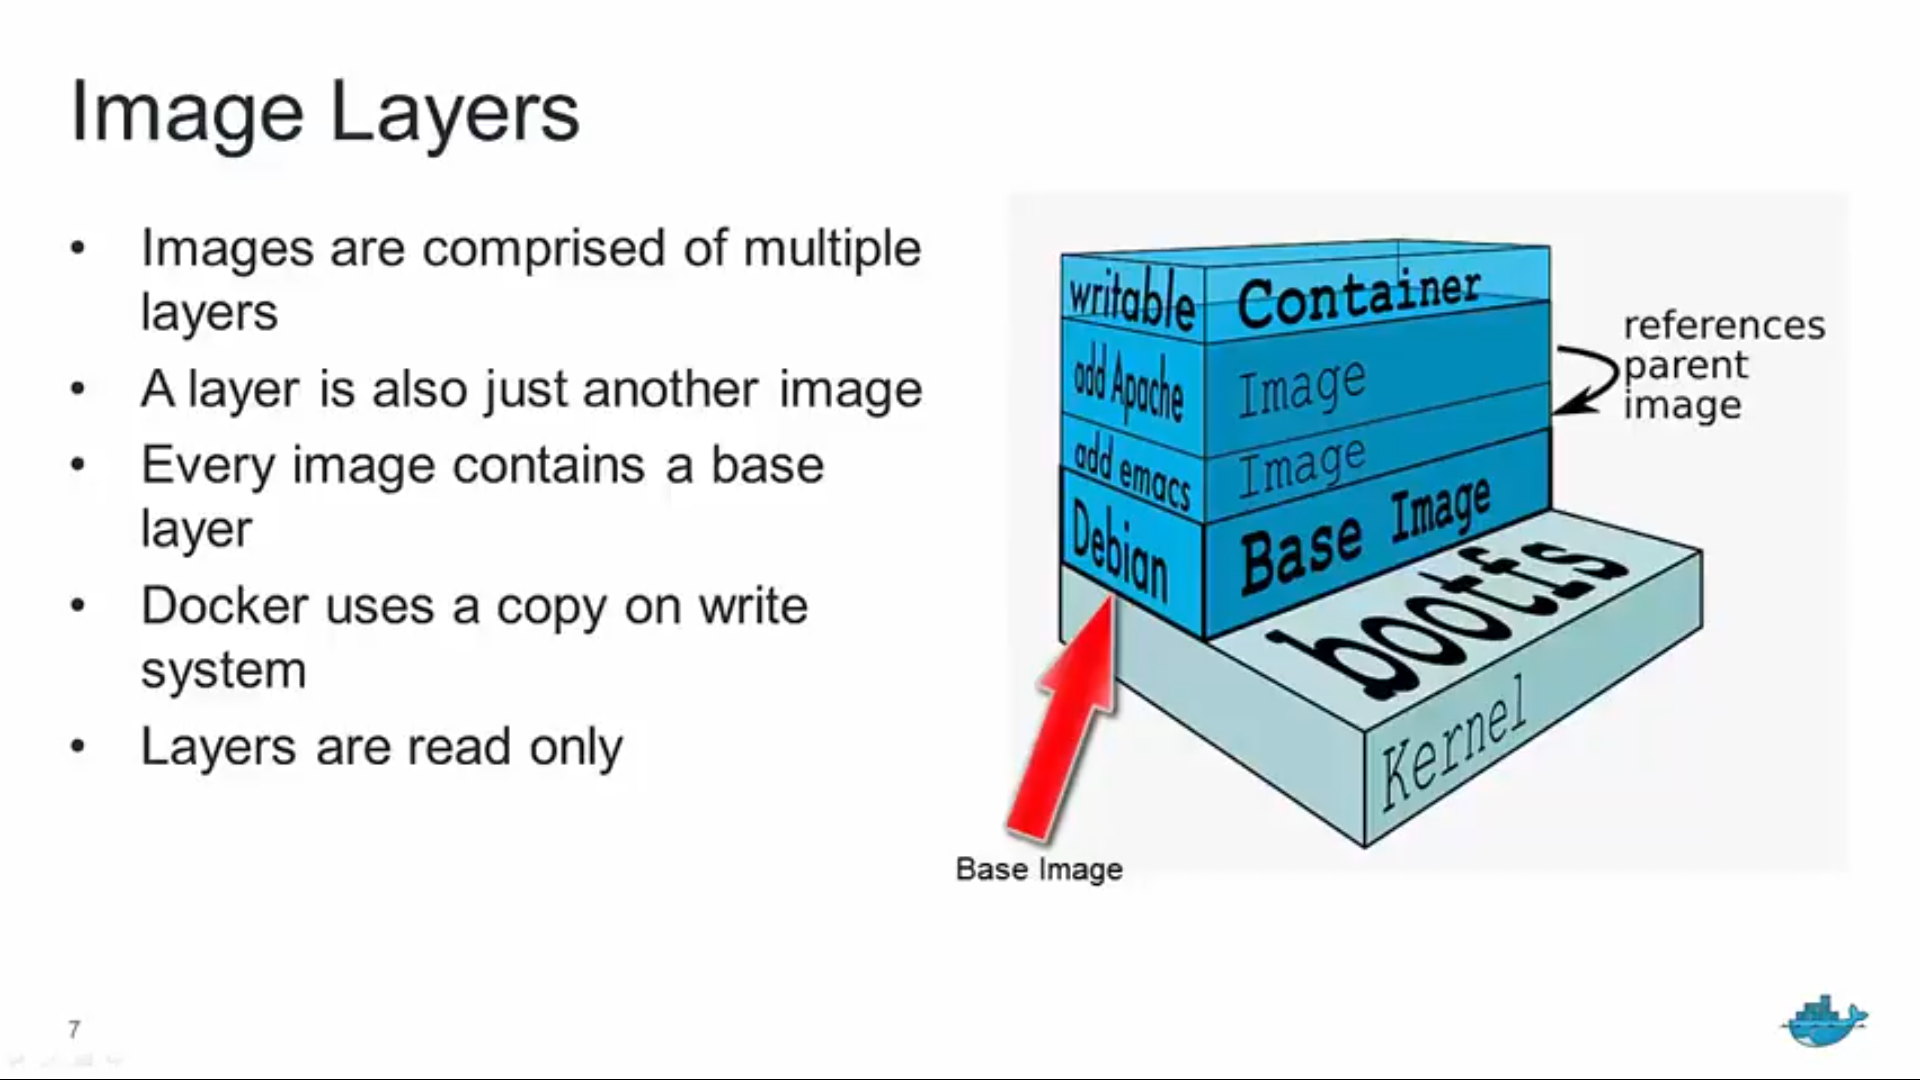 Image Layers
• Images are comprised of multiple
layers
• A layer is also just another image
• Every image contains a base
layer
• Docker uses a copy on write
system
• Layers are read only
writable Container
add Apache Image
add emacs Image
Debian Base Image
bootfs
Kernel
references
parent
image
Base Image
7